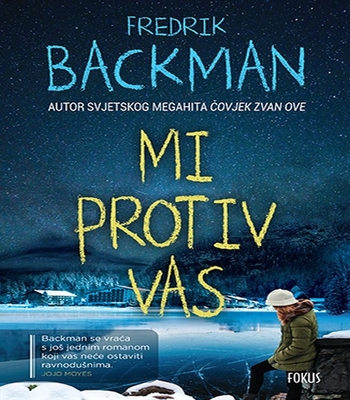 FREDRIK
BACKMAN
AUTOR SVJETSKOG MEGAHITA ČOVJEK ZVAN OVE
MI
PROTIV
VAS
Backman se vraća
s još jednim romanom
koji vas neće ostaviti
ravnodušnima.
JOJO MOYES
FOKUS